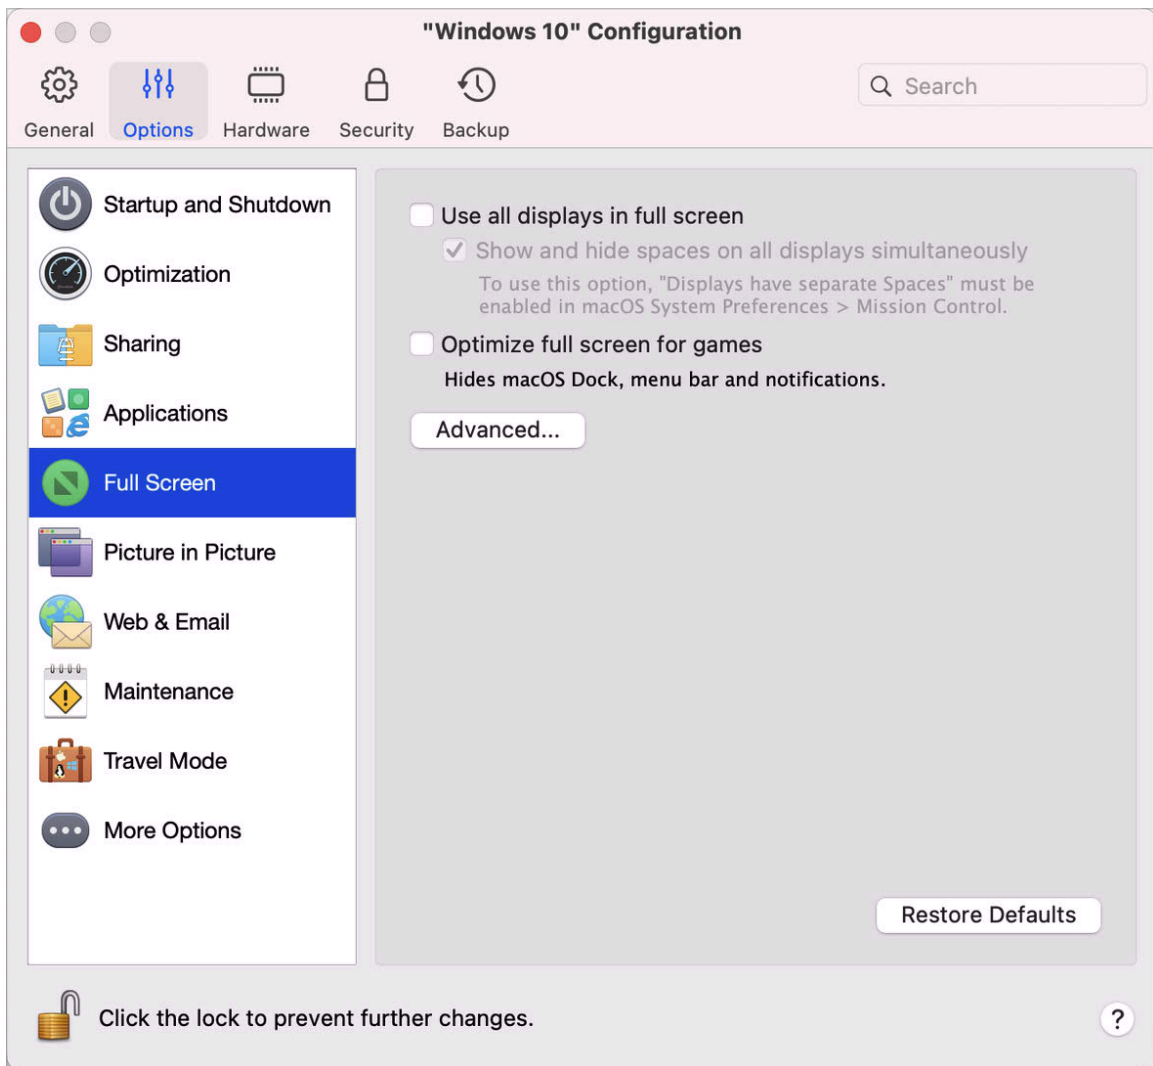 "Windows 10" Configuration
General
Options
Hardware
Security
Backup
Search
Startup and Shutdown
Optimization
Sharing
Applications
Full Screen
Picture in Picture
Web & Email
Maintenance
Travel Mode
More Options
Use all displays in full screen
Show and hide spaces on all displays simultaneously
To use this option, "Displays have separate Spaces" must be
enabled in macOS System Preferences > Mission Control.
Optimize full screen for games
Hides macOS Dock, menu bar and notifications.
Advanced...
Restore Defaults
Click the lock to prevent further changes.
?